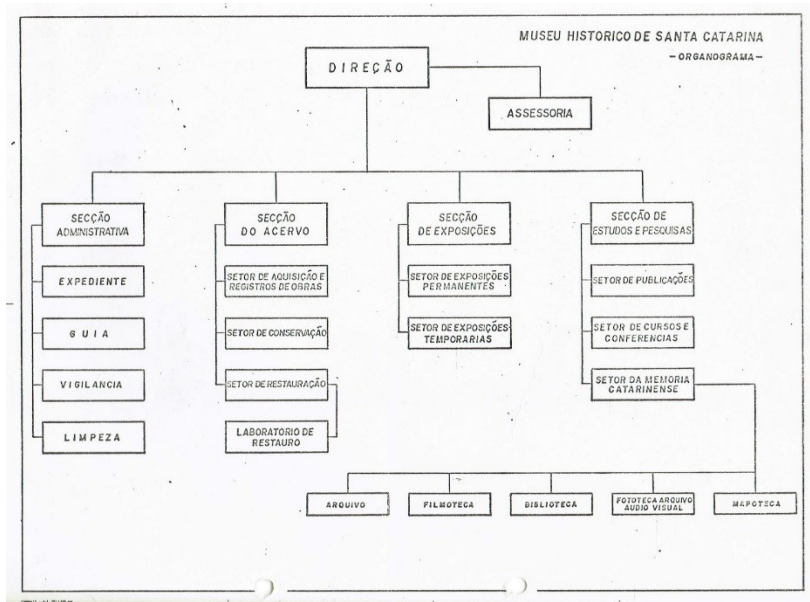 MUSEU HISTORICO DE SANTA CATARINA
—ORGANOGRAMA—
DIREÇÃO
ASSESSORIA
SECÇÃO
ADMINISTRATIVA
EXPEDIENTE
GUIA
VIGILANCIA
LIMPEZA
SECÇÃO
DO ACERVO
SETOR DE AQUISIÇÃO E
REGISTROS DE OBRAS
SETOR DE CONSERVAÇÃO
SETOR DE RESTAURAÇÃO
LABORATORIO DE
RESTAURO
SECÇÃO
DE EXPOSIÇÕES
SETOR DE EXPOSIÇÕES
PERMANENTES
SETOR DE EXPOSIÇÕES
TEMPORARIAS
SECÇÃO DE
ESTUDOS E PESQUISAS
SETOR DE PUBLICAÇÕES
SETOR DE CURSOS E
CONFERENCIAS
SETOR DA MEMORIA
CATARINENSE
ARQUIVO
FILMOTECA
BIBLIOTECA
FOTOTECA ARQUIVO
AUDIO VISUAL
MAPOTECA